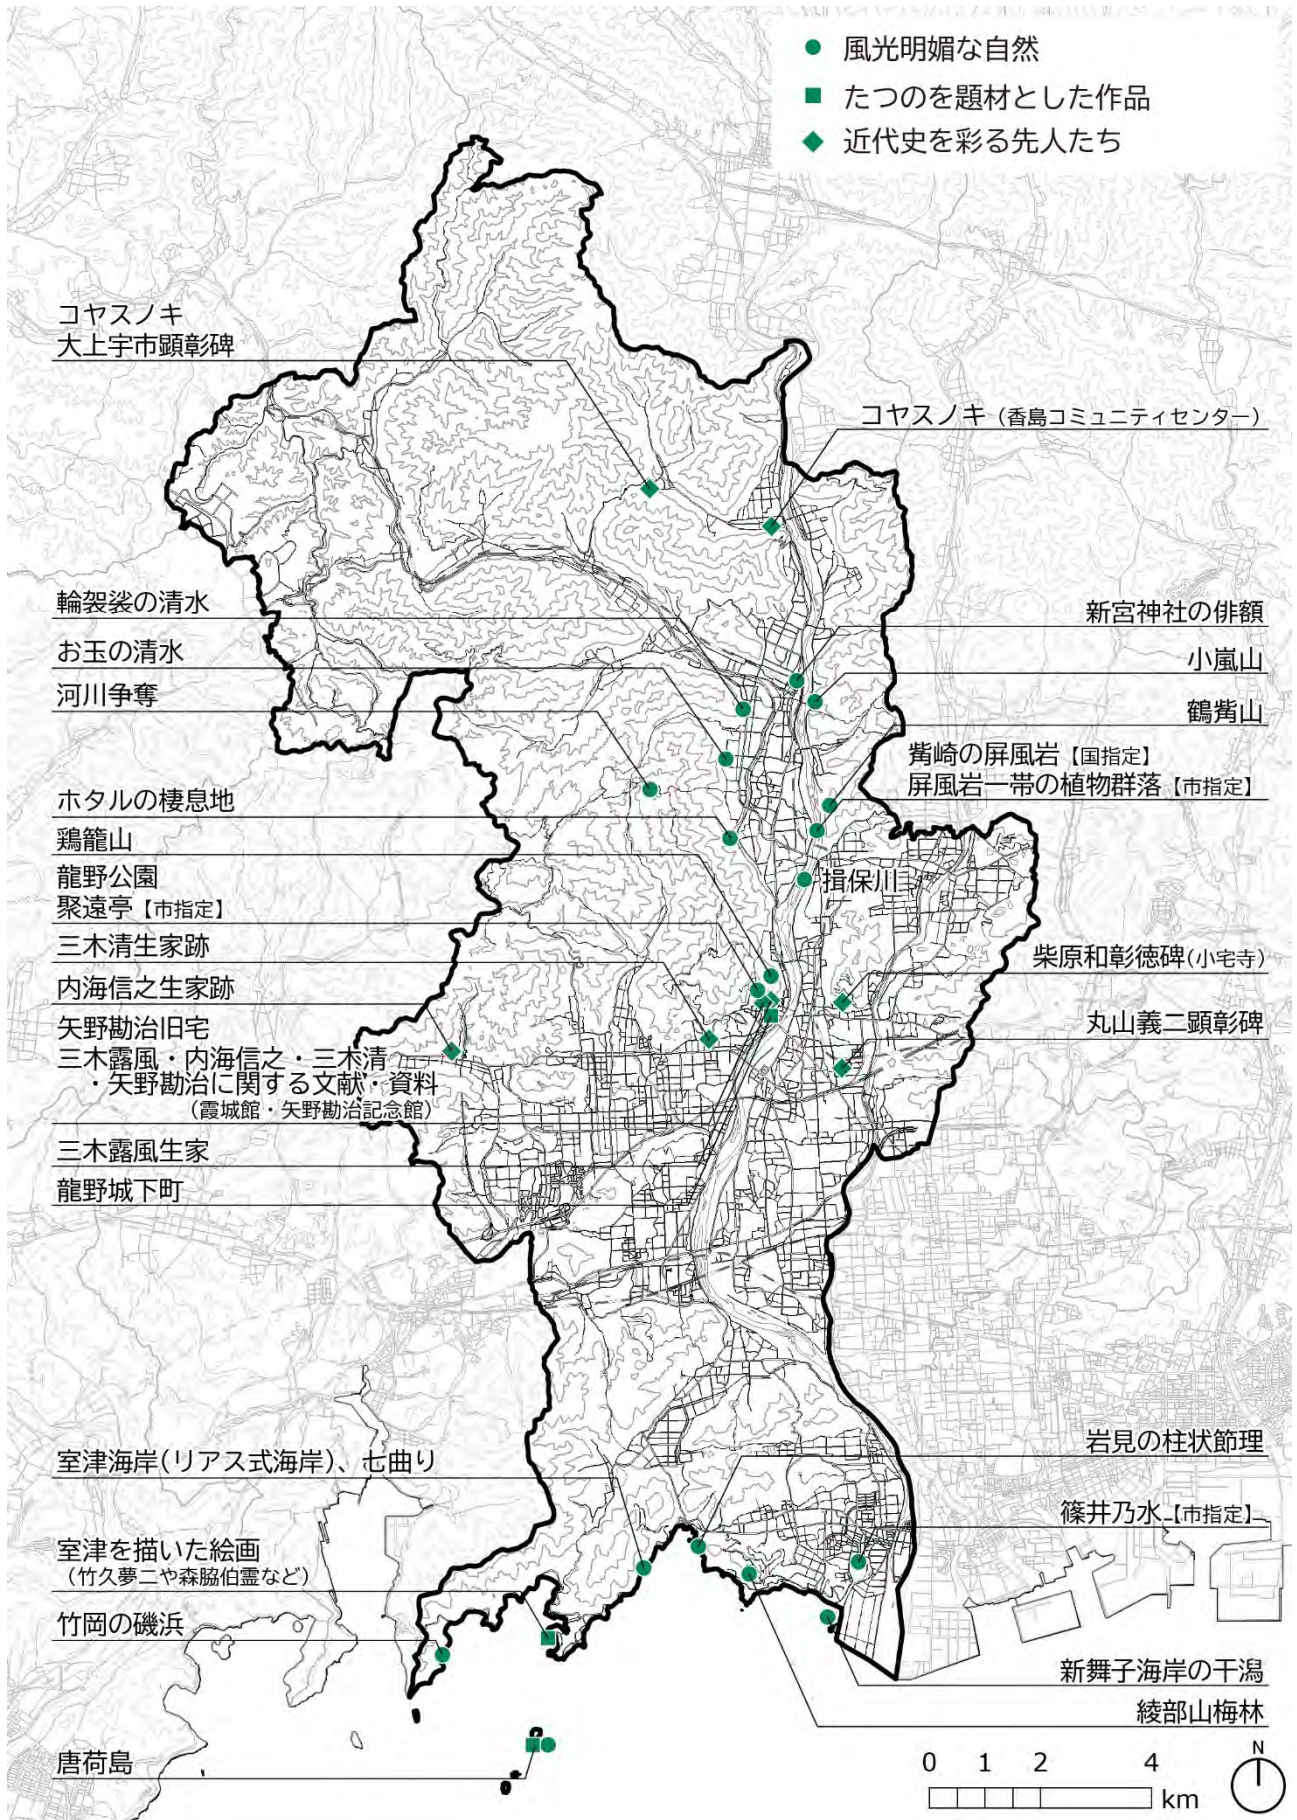 風光明媚な自然
たつのを題材とした作品
近代史を彩る先人たち
コヤスノキ
大上宇市顕彰碑
コヤスノキ（香島コミュニティセンター）
輪袈裟の清水
お玉の清水
河川争奪
ホタルの棲息地
鶏籠山
龍野公園
聚遠亭【市指定】
三木清生家跡
内海信之生家跡
矢野勘治旧宅
三木露風・内海信之・三木清
・矢野勘治に関する文献・資料
（霞城館・矢野勘治記念館）
三木露風生家
龍野城下町
新宮神社の俳額
小嵐山
鶴觜山
觜崎の屏風岩【国指定】
屏風岩一帯の植物群落【市指定】
揖保川
柴原和彰徳碑(小宅寺)
丸山義二顕彰碑
室津海岸(リアス式海岸)、七曲り
室津を描いた絵画
（竹久夢二や森脇伯霊など）
竹岡の磯浜
唐荷島
岩見の柱状節理
篠井乃水【市指定】
新舞子海岸の干潟
綾部山梅林
0 1 2 4
km
N